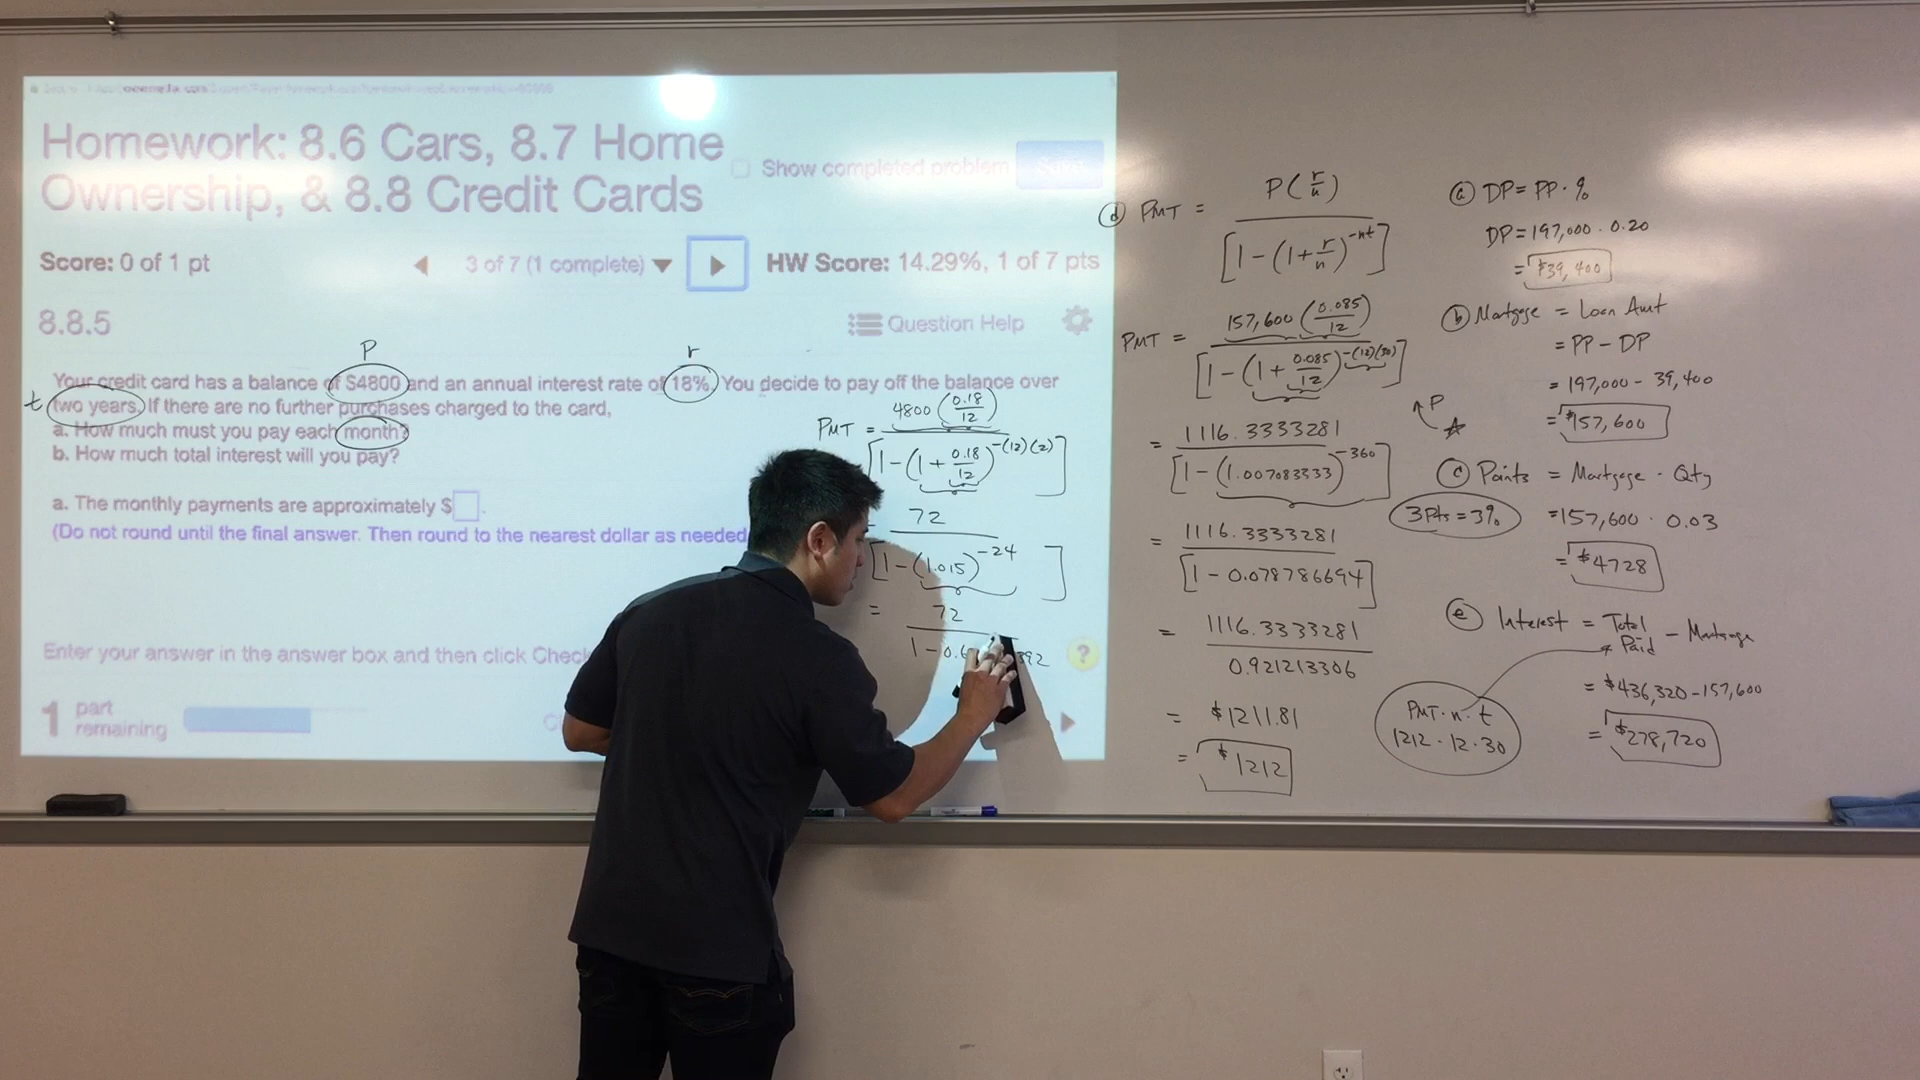 Homework: 8.6 Cars, 8.7 Home
Ownership, & 8.8 Credit Cards
Show completed problem
Save
Score: 0 of 1 pt
3 of 7 (1 complete)
HW Score: 14.29%, 1 of 7 pts
8.8.5
Question Help
P
r
Your credit card has a balance of $4800 and an annual interest rate of 18%. You decide to pay off the balance over
t
two years. If there are no further purchases charged to the card,
a. How much must you pay each month?
b. How much total interest will you pay?
a. The monthly payments are approximately $ .
(Do not round until the final answer. Then round to the nearest dollar as needed
Enter your answer in the answer box and then click Chec
?
1 part
remaining
PMT = 4800 (0.18/12)
[1-(1+0.18/12)^-(12)(2)]
72
[1-(1.015)^-24]
= 72
1-0.6 392
(d) PMT = P(r/n)
[1-(1+r/n)^-nt]
PMT = 157,600 (0.085/12)
[1-(1+0.085/12)^-(12)(30)]
= 1116.3333281
[1-(1.007083333)^-360]
= 1116.3333281
[1-0.078786694]
= 1116.3333281
0.921213306
= $1211.81
= $1212
(a) DP = PP · %
DP = 197,000 · 0.20
= $39,400
(b) Mortgage = Loan Amt
= PP - DP
= 197,000 - 39,400
= $157,600
P
(c) Points = Mortgage · Qty
3Pts = 3%
= 157,600 · 0.03
= $4728
(e) Interest = Total Paid - Mortgage
= $436,320 - 157,600
= $278,720
PMT · n · t
1212 · 12 · 30